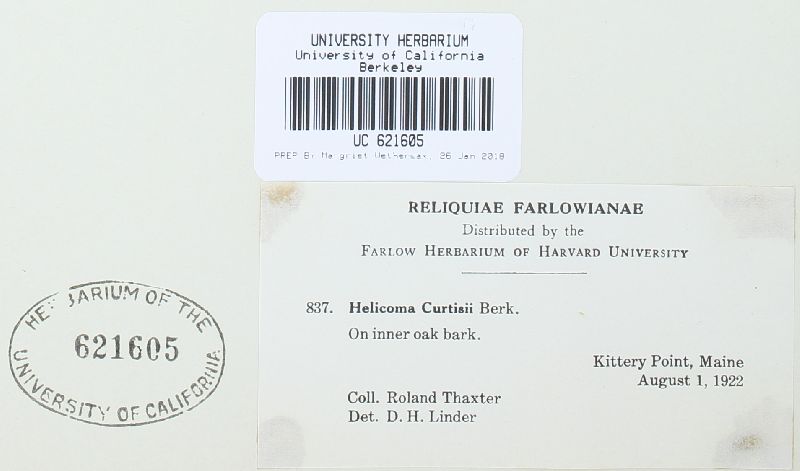 UNIVERSITY HERBARIUM
University of California
Berkeley
UC 621605
PREP By Margriet Wetherwax, 26 Jan 2018
RELIQUIAE FARLOWIANAE
Distributed by the
FARLOW HERBARIUM OF HARVARD UNIVERSITY
837. Helicoma Curtisii Berk.
On inner oak bark.
Kittery Point, Maine
August 1, 1922
Coll. Roland Thaxter
Det. D. H. Linder
HERBARIUM OF THE
621605
UNIVERSITY OF CALIFORNIA